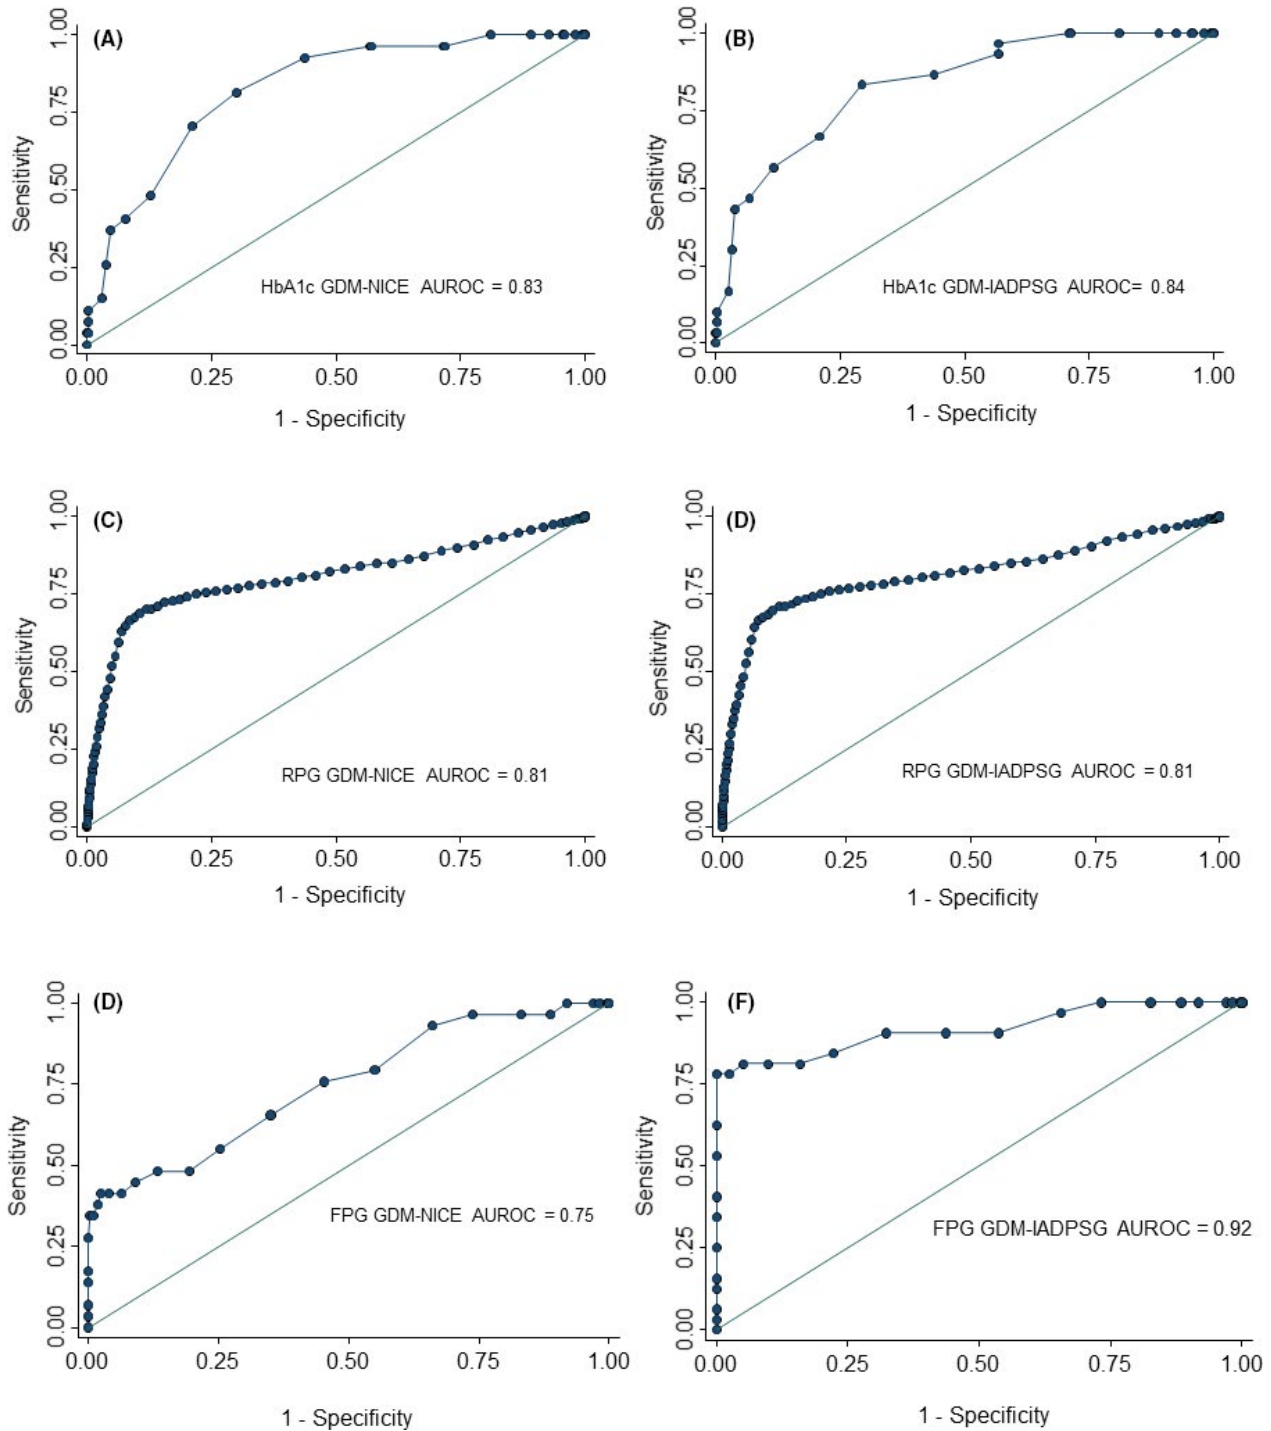 (A)
1.00
0.75
0.50
0.25
0.00
Sensitivity
HbA1c GDM-NICE AUROC = 0.83
0.00 0.25 0.50 0.75 1.00
1 - Specificity
(B)
1.00
0.75
0.50
0.25
0.00
Sensitivity
HbA1c GDM-IADPSG AUROC= 0.84
0.00 0.25 0.50 0.75 1.00
1 - Specificity
(C)
1.00
0.75
0.50
0.25
0.00
Sensitivity
RPG GDM-NICE AUROC = 0.81
0.00 0.25 0.50 0.75 1.00
1 - Specificity
(D)
1.00
0.75
0.50
0.25
0.00
Sensitivity
RPG GDM-IADPSG AUROC = 0.81
0.00 0.25 0.50 0.75 1.00
1 - Specificity
(D)
1.00
0.75
0.50
0.25
0.00
Sensitivity
FPG GDM-NICE AUROC = 0.75
0.00 0.25 0.50 0.75 1.00
1 - Specificity
(F)
1.00
0.75
0.50
0.25
0.00
Sensitivity
FPG GDM-IADPSG AUROC = 0.92
0.00 0.25 0.50 0.75 1.00
1 - Specificity